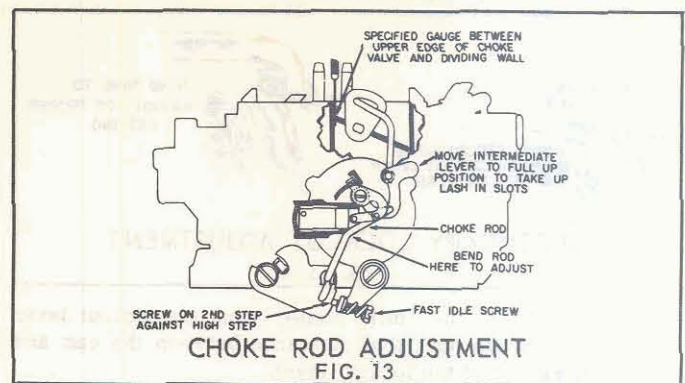 SPECIFIED GAUGE BETWEEN
UPPER EDGE OF CHOKE
VALVE AND DIVIDING WALL
MOVE INTERMEDIATE
LEVER TO FULL UP
POSITION TO TAKE UP
LASH IN SLOTS
CHOKE ROD
BEND ROD
HERE TO ADJUST
SCREW ON 2ND STEP
AGAINST HIGH STEP
FAST IDLE SCREW
CHOKE ROD ADJUSTMENT
FIG. 13